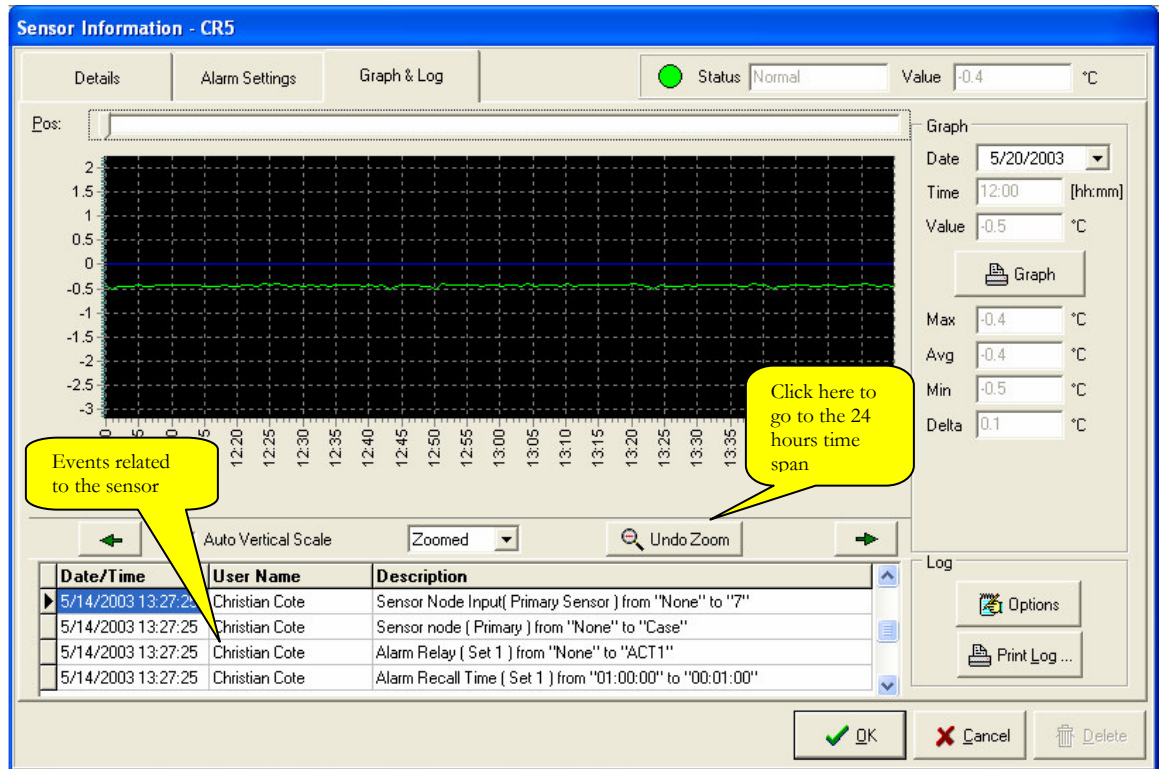 Sensor Information - CR5
Details
Alarm Settings
Graph & Log
Status Normal
Value -0.4 °C
Pos:
2
1.5
1
0.5
0
-0.5
-1
-1.5
-2
-2.5
-3
12:20
12:25
12:30
12:35
12:40
12:45
12:50
12:55
13:00
13:05
13:10
13:15
13:20
13:25
13:30
13:35
Graph
Date 5/20/2003
Time 12:00 [hh:mm]
Value -0.5 °C
Graph
Max -0.4 °C
Avg -0.4 °C
Min -0.5 °C
Delta 0.1 °C
Click here to
go to the 24
hours time
span
Events related
to the sensor
Auto Vertical Scale
Zoomed
Undo Zoom
Date/Time User Name Description
5/14/2003 13:27:25 Christian Cote Sensor Node Input( Primary Sensor ) from "None" to "7"
5/14/2003 13:27:25 Christian Cote Sensor node ( Primary ) from "None" to "Case"
5/14/2003 13:27:25 Christian Cote Alarm Relay ( Set 1 ) from "None" to "ACT1"
5/14/2003 13:27:25 Christian Cote Alarm Recall Time ( Set 1 ) from "01:00:00" to "00:01:00"
Log
Options
Print Log ...
OK
Cancel
Delete